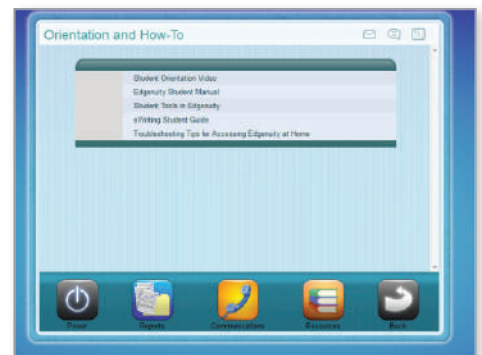 Orientation and How-To
Student Orientation Video
Edgenuity Student Manual
Student Tools in Edgenuity
eWriting Student Guide
Troubleshooting Tips for Accessing Edgenuity at Home
Power Reports Communications Resources Back